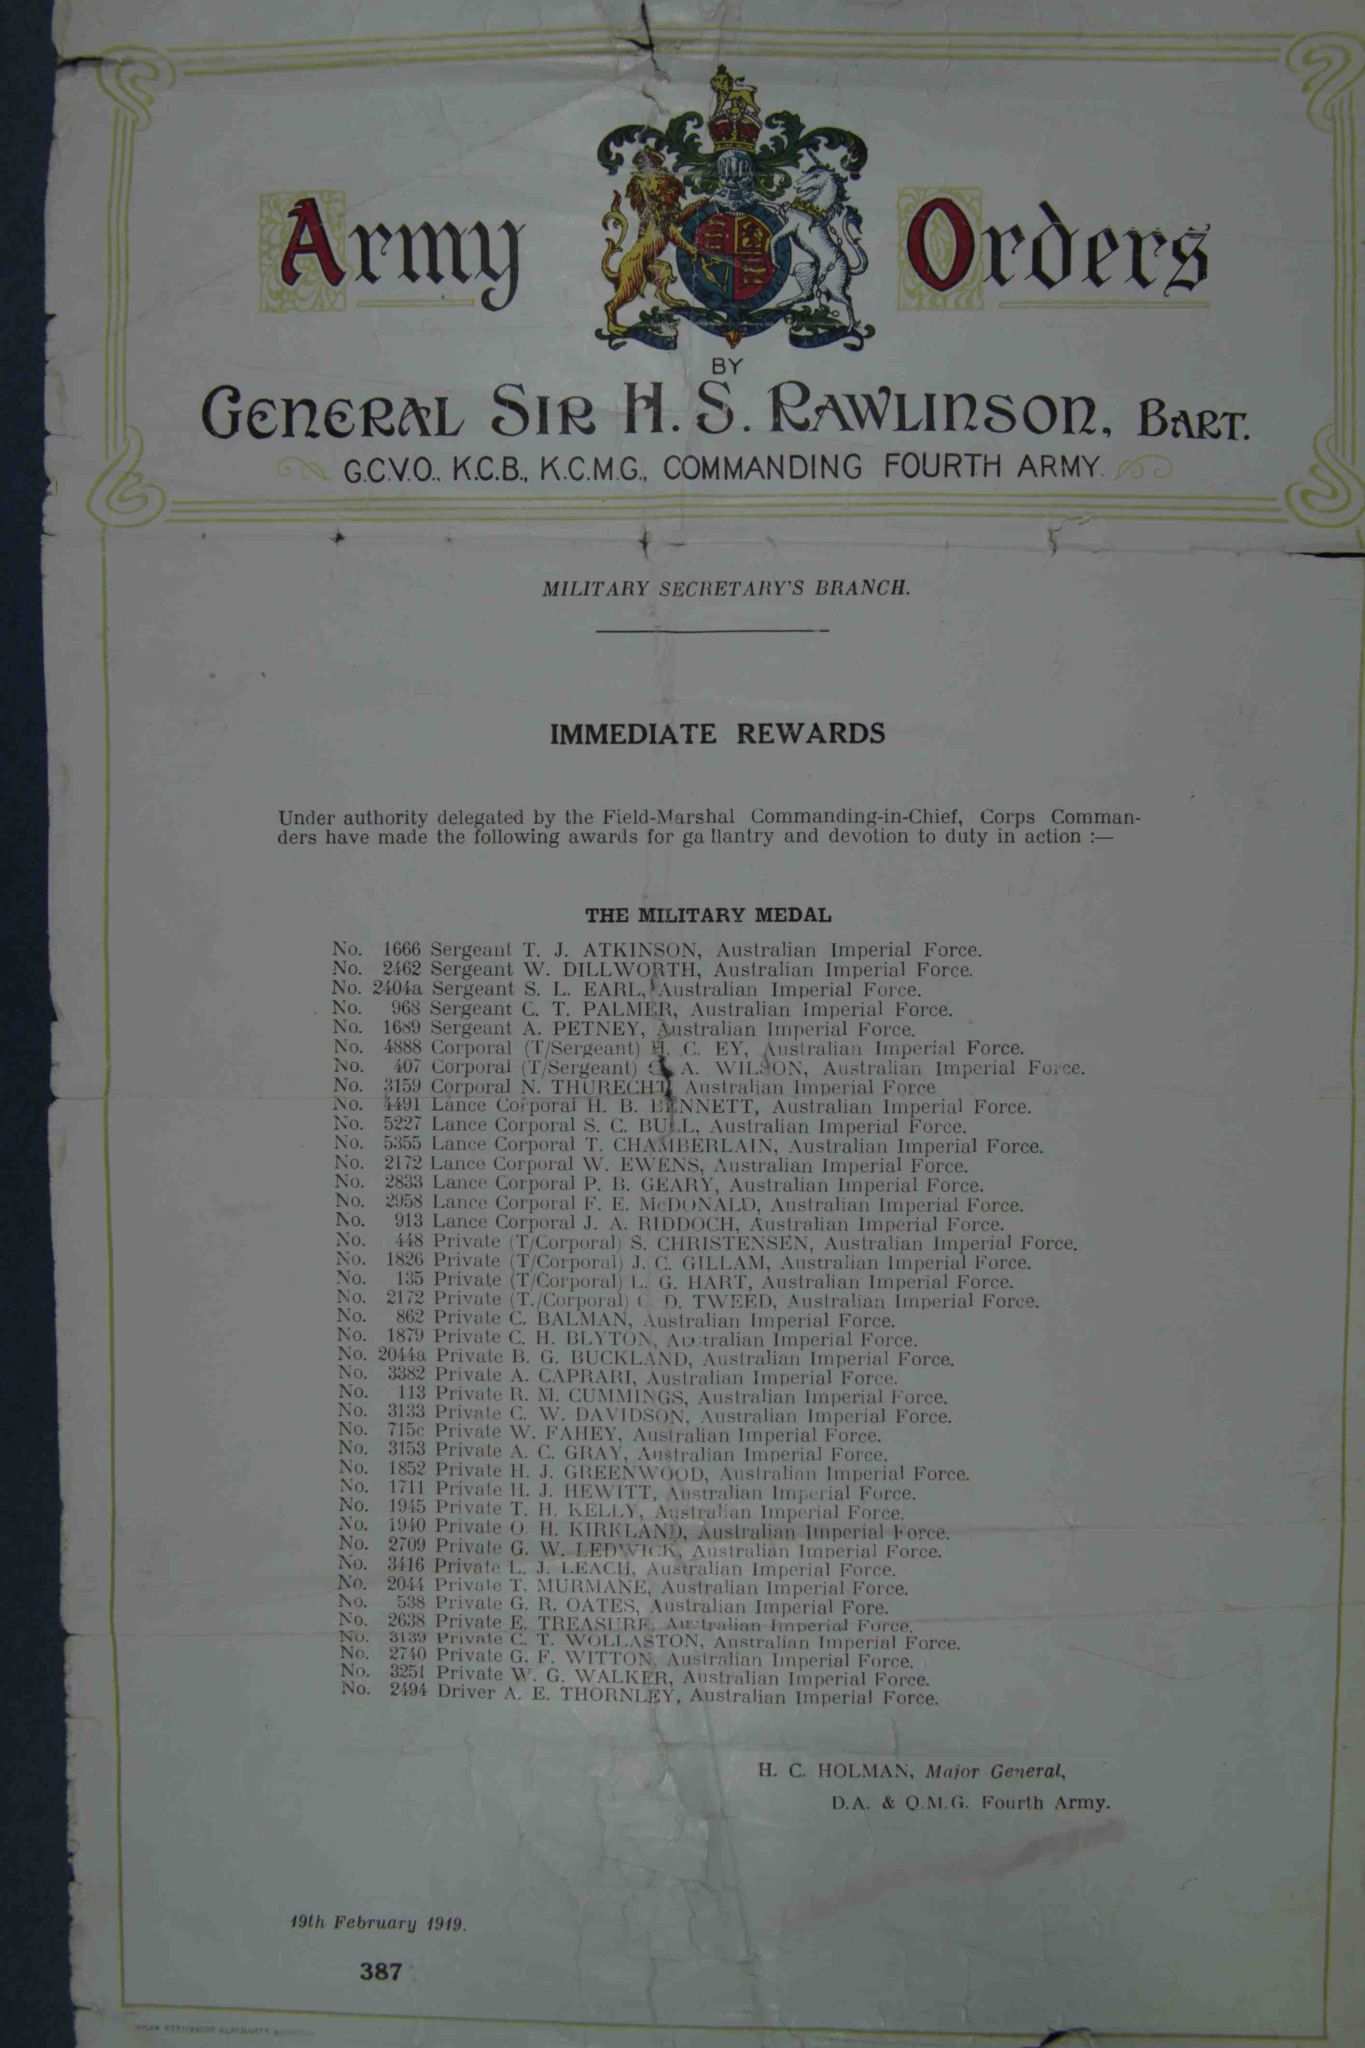 Army Orders
BY
GENERAL SIR H. S. RAWLINSON, BART.
G.C.V.O., K.C.B., K.C.M.G., COMMANDING FOURTH ARMY.
MILITARY SECRETARY'S BRANCH.
IMMEDIATE REWARDS
Under authority delegated by the Field-Marshal Commanding-in-Chief, Corps Comman-
ders have made the following awards for ga llantry and devotion to duty in action :—
THE MILITARY MEDAL
No. 1666 Sergeant T. J. ATKINSON, Australian Imperial Force.
No. 2462 Sergeant W. DILLWORTH, Australian Imperial Force.
No. 2404a Sergeant S. L. EARL, Australian Imperial Force.
No. 968 Sergeant C. T. PALMER, Australian Imperial Force.
No. 1689 Sergeant A. PETNEY, Australian Imperial Force.
No. 4888 Corporal (T/Sergeant) H. C. EY, Australian Imperial Force.
No. 407 Corporal (T/Sergeant) A. WILSON, Australian Imperial Force.
No. 3159 Corporal N. THURECHT, Australian Imperial Force
No. 4491 Lance Corporal H. B. BENNETT, Australian Imperial Force.
No. 5227 Lance Corporal S. C. BULL, Australian Imperial Force.
No. 5355 Lance Corporal T. CHAMBERLAIN, Australian Imperial Force.
No. 2172 Lance Corporal W. EWENS, Australian Imperial Force.
No. 2833 Lance Corporal P. B. GEARY, Australian Imperial Force.
No. 2958 Lance Corporal F. E. McDONALD, Australian Imperial Force.
No. 913 Lance Corporal J. A. RIDDOCH, Australian Imperial Force.
No. 448 Private (T/Corporal) S. CHRISTENSEN, Australian Imperial Force.
No. 1826 Private (T/Corporal) J. C. GILLAM, Australian Imperial Force.
No. 135 Private (T/Corporal) L. G. HART, Australian Imperial Force.
No. 2172 Private (T./Corporal) D. TWEED, Australian Imperial Force.
No. 862 Private C. BALMAN, Australian Imperial Force.
No. 1879 Private C. H. BLYTON, Australian Imperial Force.
No. 2044a Private B. G. BUCKLAND, Australian Imperial Force.
No. 3382 Private A. CAPRARI, Australian Imperial Force.
No. 113 Private R. M. CUMMINGS, Australian Imperial Force.
No. 3133 Private C. W. DAVIDSON, Australian Imperial Force.
No. 715c Private W. FAHEY, Australian Imperial Force.
No. 3153 Private A. C. GRAY, Australian Imperial Force.
No. 1852 Private H. J. GREENWOOD, Australian Imperial Force.
No. 1711 Private H. J. HEWITT, Australian Imperial Force.
No. 1945 Private T. H. KELLY, Australian Imperial Force.
No. 1940 Private O. H. KIRKLAND, Australian Imperial Force.
No. 2709 Private G. W. LEDWICK, Australian Imperial Force.
No. 3416 Private L. J. LEACH, Australian Imperial Force.
No. 2044 Private T. MURMANE, Australian Imperial Force.
No. 538 Private G. R. OATES, Australian Imperial Fore.
No. 2638 Private E. TREASURE, Australian Imperial Force.
No. 3139 Private C. T. WOLLASTON, Australian Imperial Force.
No. 2740 Private G. F. WITTON, Australian Imperial Force.
No. 3251 Private W. G. WALKER, Australian Imperial Force.
No. 2494 Driver A. E. THORNLEY, Australian Imperial Force.
H. C. HOLMAN, Major General,
D.A. & Q.M.G. Fourth Army.
19th February 1919.
387